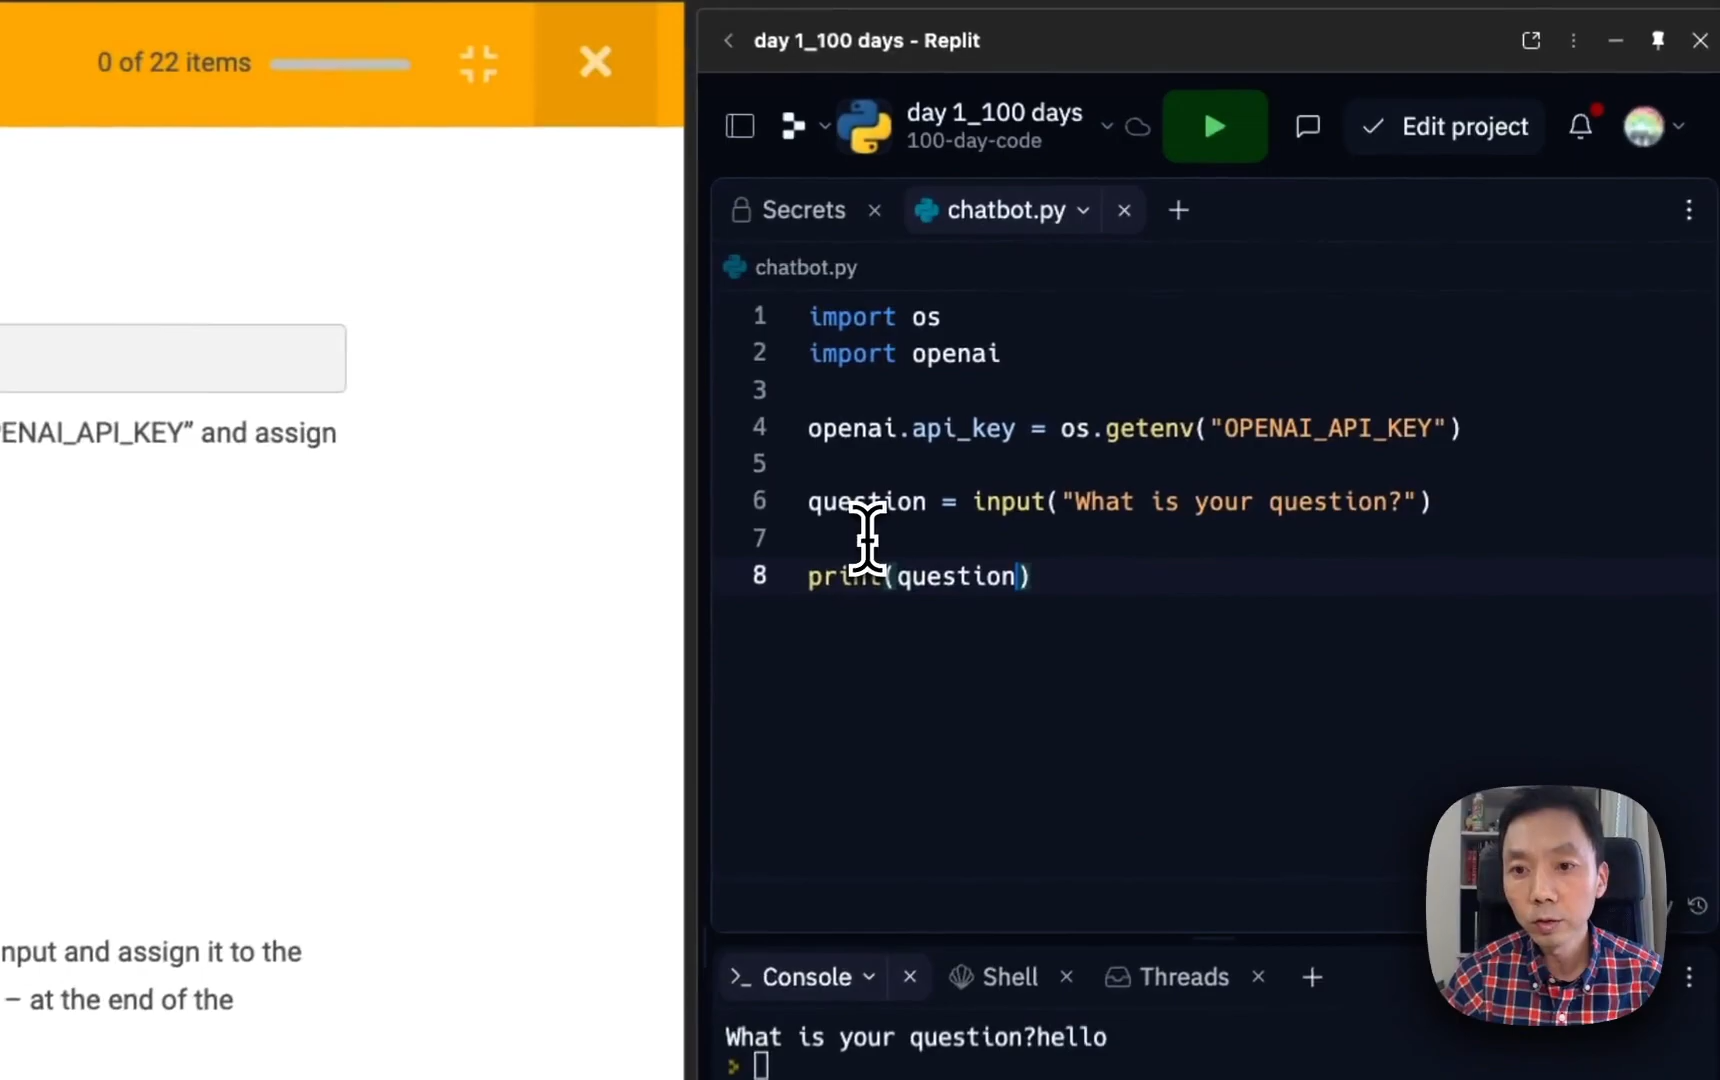 0 of 22 items
day 1_100 days - Replit
day 1_100 days
100-day-code
Edit project
Secrets
chatbot.py
chatbot.py
1 import os
2 import openai
3
4 openai.api_key = os.getenv("OPENAI_API_KEY")
5
6 question = input("What is your question?")
7
8 print(question)
ENAI_API_KEY” and assign
nput and assign it to the
– at the end of the
>_ Console
Shell
Threads
What is your question?hello